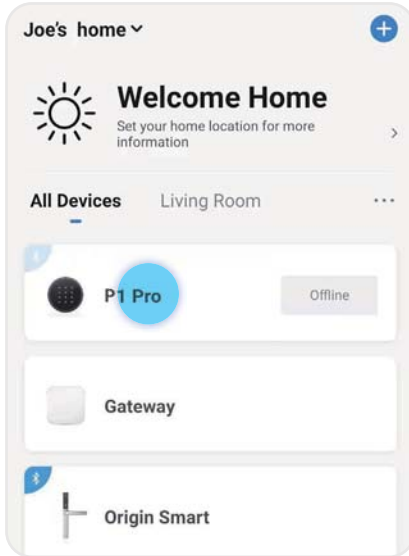 Joe's home
Welcome Home
Set your home location for more
information
All Devices
Living Room
P1 Pro
Offline
Gateway
Origin Smart